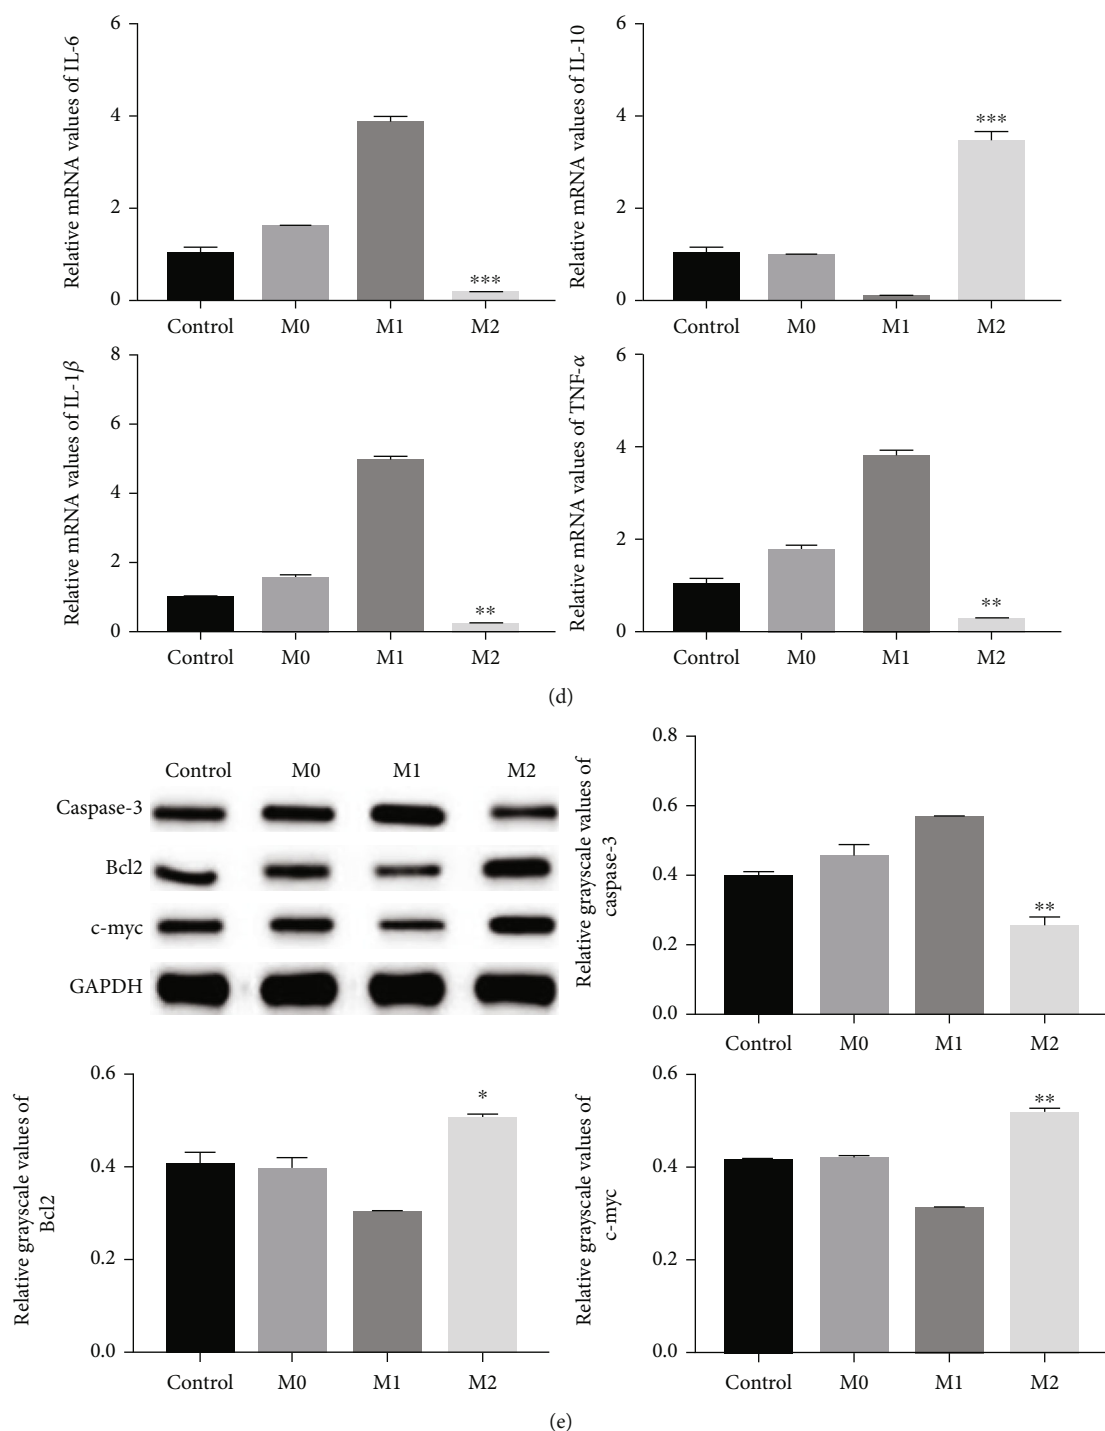 Relative mRNA values of IL-6
6
4
2
0
***
Control M0 M1 M2
Relative mRNA values of IL-10
6
4
2
0
***
Control M0 M1 M2
Relative mRNA values of IL-1β
8
6
4
2
0
**
Control M0 M1 M2
Relative mRNA values of TNF-α
6
4
2
0
**
Control M0 M1 M2
(d)
Control M0 M1 M2
Caspase-3
Bcl2
c-myc
GAPDH
Relative grayscale values of
caspase-3
0.8
0.6
0.4
0.2
0.0
**
Control M0 M1 M2
Relative grayscale values of
Bcl2
0.6
0.4
0.2
0.0
*
Control M0 M1 M2
Relative grayscale values of
c-myc
0.6
0.4
0.2
0.0
**
Control M0 M1 M2
(e)